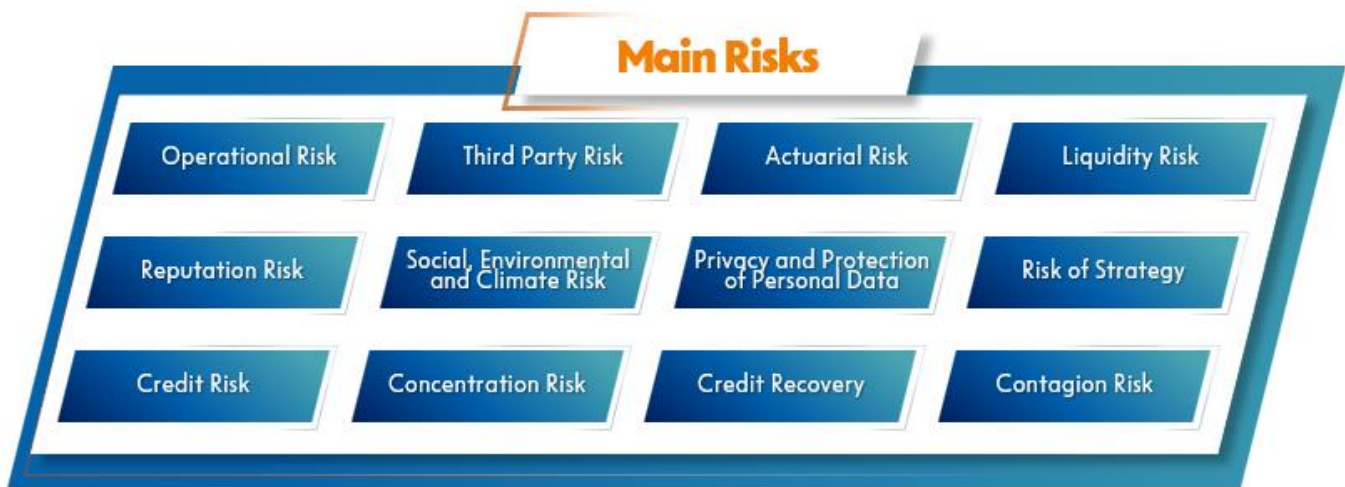 Main Risks
Operational Risk
Third Party Risk
Actuarial Risk
Liquidity Risk
Reputation Risk
Social, Environmental
and Climate Risk
Privacy and Protection
of Personal Data
Risk of Strategy
Credit Risk
Concentration Risk
Credit Recovery
Contagion Risk